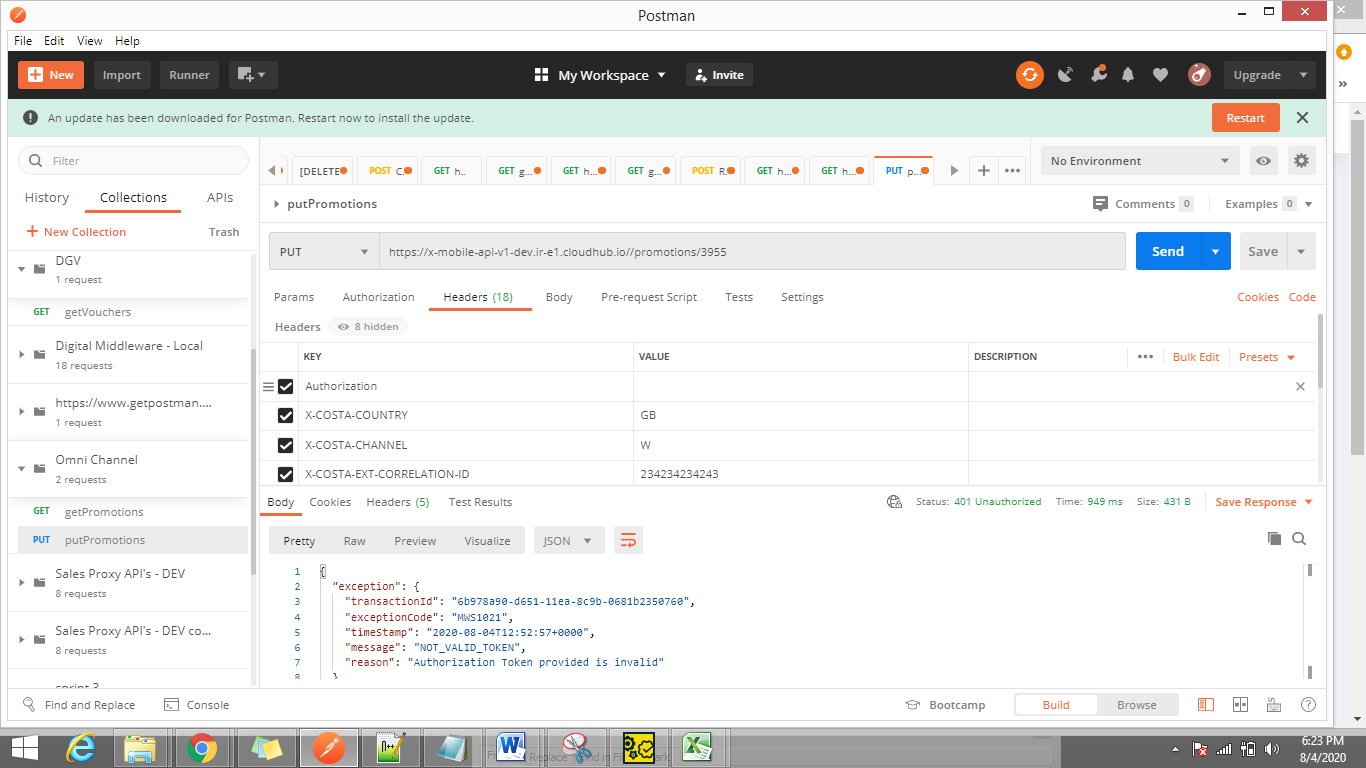 Postman
File Edit View Help
New Import Runner My Workspace Invite Upgrade
An update has been downloaded for Postman. Restart now to install the update. Restart
Filter
History Collections APIs
New Collection Trash
DGV
1 request
GET getVouchers
Digital Middleware - Local
18 requests
https://www.getpostman....
1 request
Omni Channel
2 requests
GET getPromotions
PUT putPromotions
Sales Proxy API's - DEV
8 requests
Sales Proxy API's - DEV co...
8 requests
sprint 3
[DELETE POST C. GET h.. GET g... GET h... GET g... POST R. GET h... GET h... PUT p...
No Environment
putPromotions Comments 0 Examples 0
PUT https://x-mobile-api-v1-dev.ir-e1.cloudhub.io//promotions/3955 Send Save
Params Authorization Headers (18) Body Pre-request Script Tests Settings Cookies Code
Headers 8 hidden
KEY VALUE DESCRIPTION Bulk Edit Presets
Authorization
X-COSTA-COUNTRY GB
X-COSTA-CHANNEL W
X-COSTA-EXT-CORRELATION-ID 234234234243
Body Cookies Headers (5) Test Results Status: 401 Unauthorized Time: 949 ms Size: 431 B Save Response
Pretty Raw Preview Visualize JSON
1 {
2 "exception": {
3 "transactionId": "6b978a90-d651-11ea-8c9b-0681b2350760",
4 "exceptionCode": "MWS1021",
5 "timeStamp": "2020-08-04T12:52:57+0000",
6 "message": "NOT_VALID_TOKEN",
7 "reason": "Authorization Token provided is invalid"
8 }
Find and Replace Console Bootcamp Build Browse
6:23 PM
8/4/2020